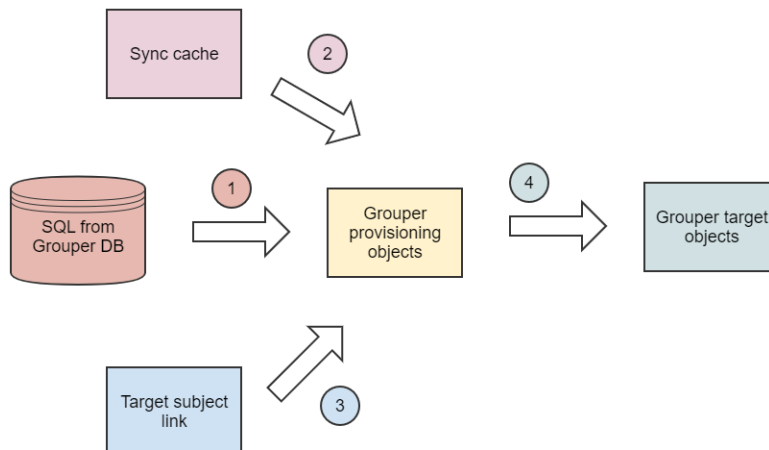 Sync cache
2
1
4
SQL from
Grouper DB
Grouper
provisioning
objects
Grouper target
objects
Target subject
link
3